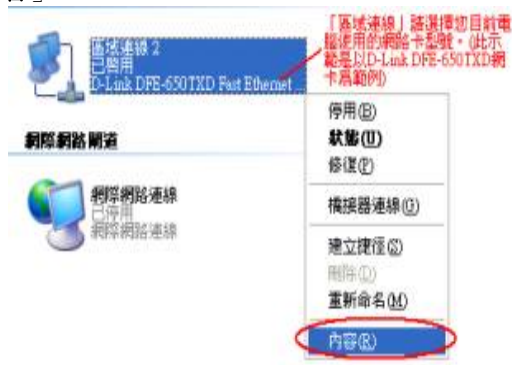 區域連線 2
已啟用
D-Link DFE-650TXD Fast Ethernet ...
「區域連線」請選擇您目前電
腦使用的網路卡型號。(此示
範是以D-Link DFE-650TXD網
卡為範例)
網際網路閘道
網際網路連線
已停用
網際網路連線
停用(B)
狀態(U)
修復(P)
橋接器連線(G)
建立捷徑(S)
刪除(D)
重新命名(M)
內容(R)